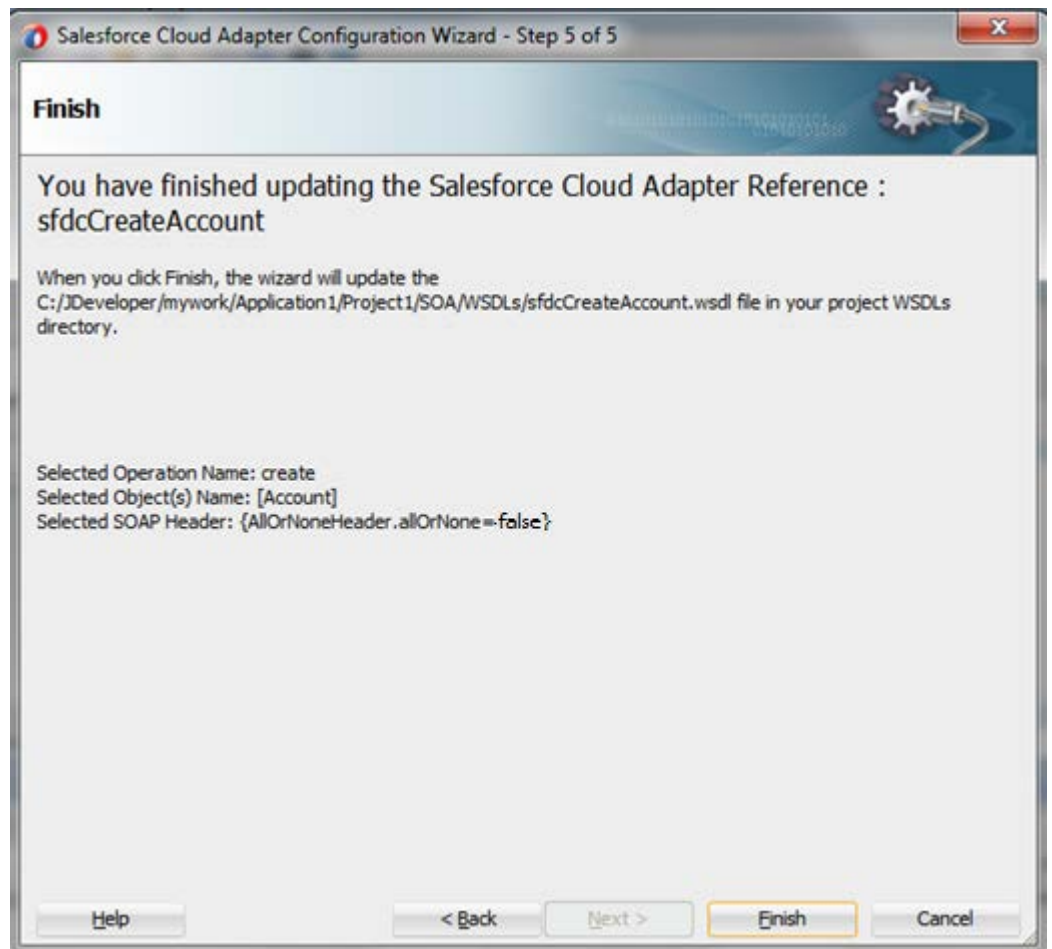 Salesforce Cloud Adapter Configuration Wizard - Step 5 of 5
Finish
You have finished updating the Salesforce Cloud Adapter Reference :
sfdcCreateAccount
When you click Finish, the wizard will update the
C:/JDeveloper/mywork/Application1/Project1/SOA/WSDLs/sfdcCreateAccount.wsdl file in your project WSDLs
directory.
Selected Operation Name: create
Selected Object(s) Name: [Account]
Selected SOAP Header: {AllOrNoneHeader.allOrNone=false}
Help < Back Next > Finish Cancel